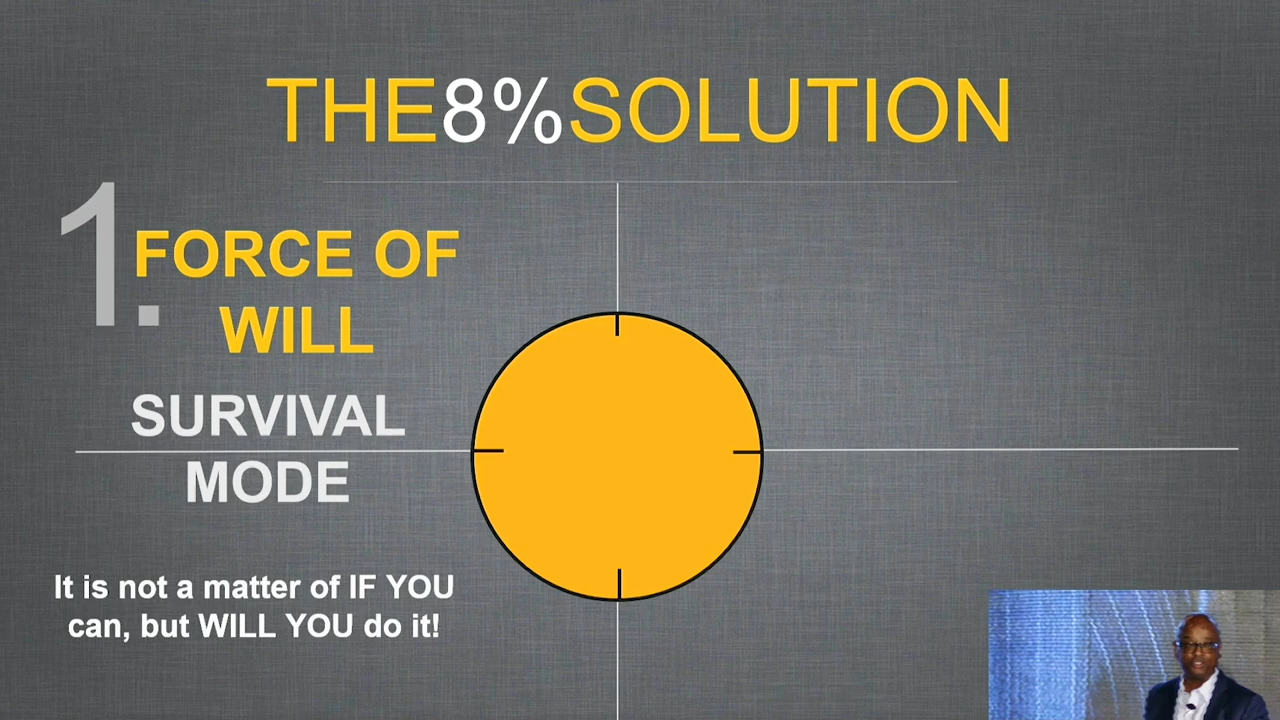 THE8%SOLUTION
1.
FORCE OF
WILL
SURVIVAL
MODE
It is not a matter of IF YOU
can, but WILL YOU do it!